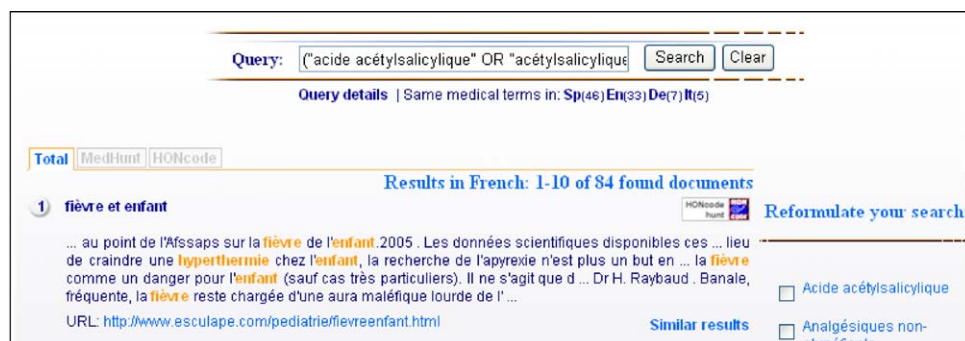 Query: ("acide acétylsalicylique" OR "acétylsalicylique Search Clear
Query details | Same medical terms in: Sp(46) En(33) De(7) It(5)
Total MedHunt HONcode
Results in French: 1-10 of 84 found documents
1 fièvre et enfant
HONcode hunt
Reformulate your search
... au point de l'Afssaps sur la fièvre de l'enfant.2005 . Les données scientifiques disponibles ces ... lieu
de craindre une hyperthermie chez l'enfant, la recherche de l'apyrexie n'est plus un but en ... la fièvre
comme un danger pour l'enfant (sauf cas très particuliers). Il ne s'agit que d ... Dr H. Raybaud . Banale,
fréquente, la fièvre reste chargée d'une aura maléfique lourde de l' ...
URL: http://www.esculape.com/pediatrie/fievreenfant.html
Similar results
Acide acétylsalicylique
Analgésiques non-